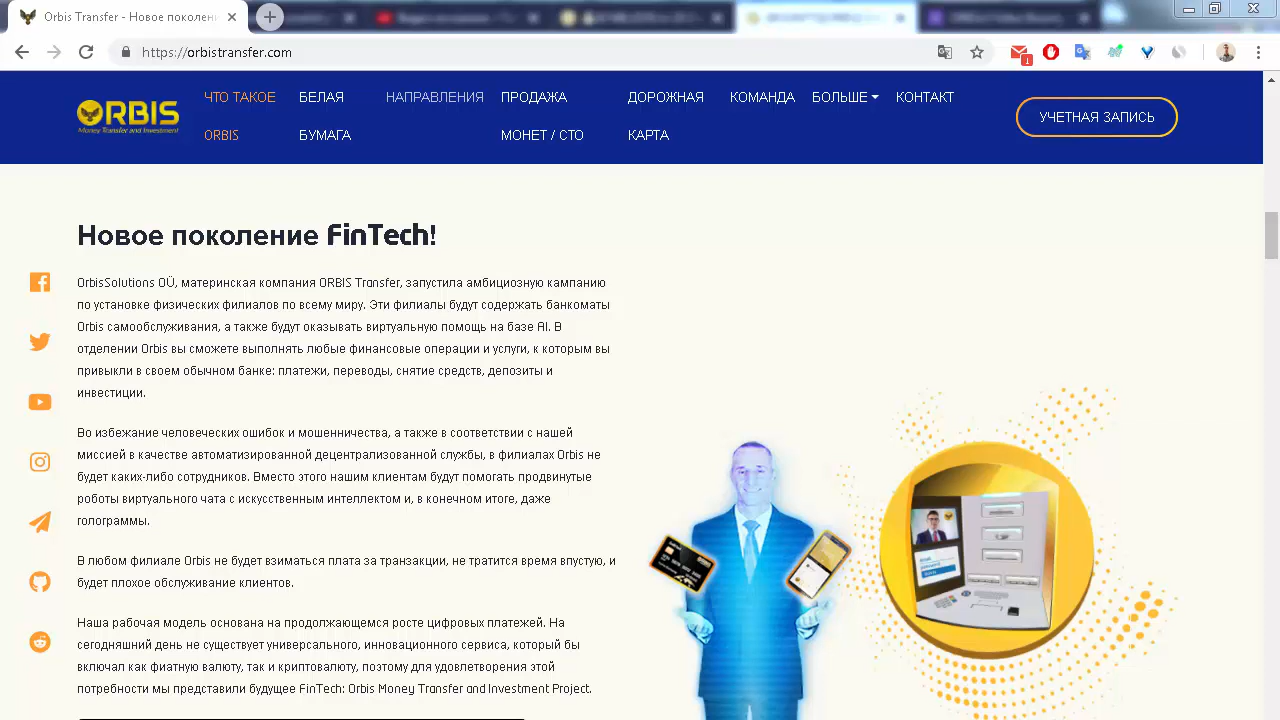 Orbis Transfer - Новое поколени
https://orbistransfer.com
1
ORBIS
Money Transfer and Investment
ЧТО ТАКОЕ
ORBIS
БЕЛАЯ
БУМАГА
НАПРАВЛЕНИЯ
ПРОДАЖА
МОНЕТ / СТО
ДОРОЖНАЯ
КАРТА
КОМАНДА
БОЛЬШЕ
КОНТАКТ
УЧЕТНАЯ ЗАПИСЬ
Новое поколение FinTech!
OrbisSolutions OÜ, материнская компания ORBIS Transfer, запустила амбициозную кампанию
по установке физических филиалов по всему миру. Эти филиалы будут содержать банкоматы
Orbis самообслуживания, а также будут оказывать виртуальную помощь на базе AI. В
отделении Orbis вы сможете выполнять любые финансовые операции и услуги, к которым вы
привыкли в своем обычном банке: платежи, переводы, снятие средств, депозиты и
инвестиции.
Во избежание человеческих ошибок и мошенничества, а также в соответствии с нашей
миссией в качестве автоматизированной децентрализованной службы, в филиалах Orbis не
будет каких-либо сотрудников. Вместо этого нашим клиентам будут помогать продвинутые
роботы виртуального чата с искусственным интеллектом и, в конечном итоге, даже
голограммы.
В любом филиале Orbis не будет взиматься плата за транзакции, не тратится время впустую, и
будет плохое обслуживание клиентов.
Наша рабочая модель основана на продолжающемся росте цифровых платежей. На
сегодняшний день не существует универсального, инновационного сервиса, который бы
включал как фиатную валюту, так и криптовалюту, поэтому для удовлетворения этой
потребности мы представили будущее FinTech: Orbis Money Transfer and Investment Project.